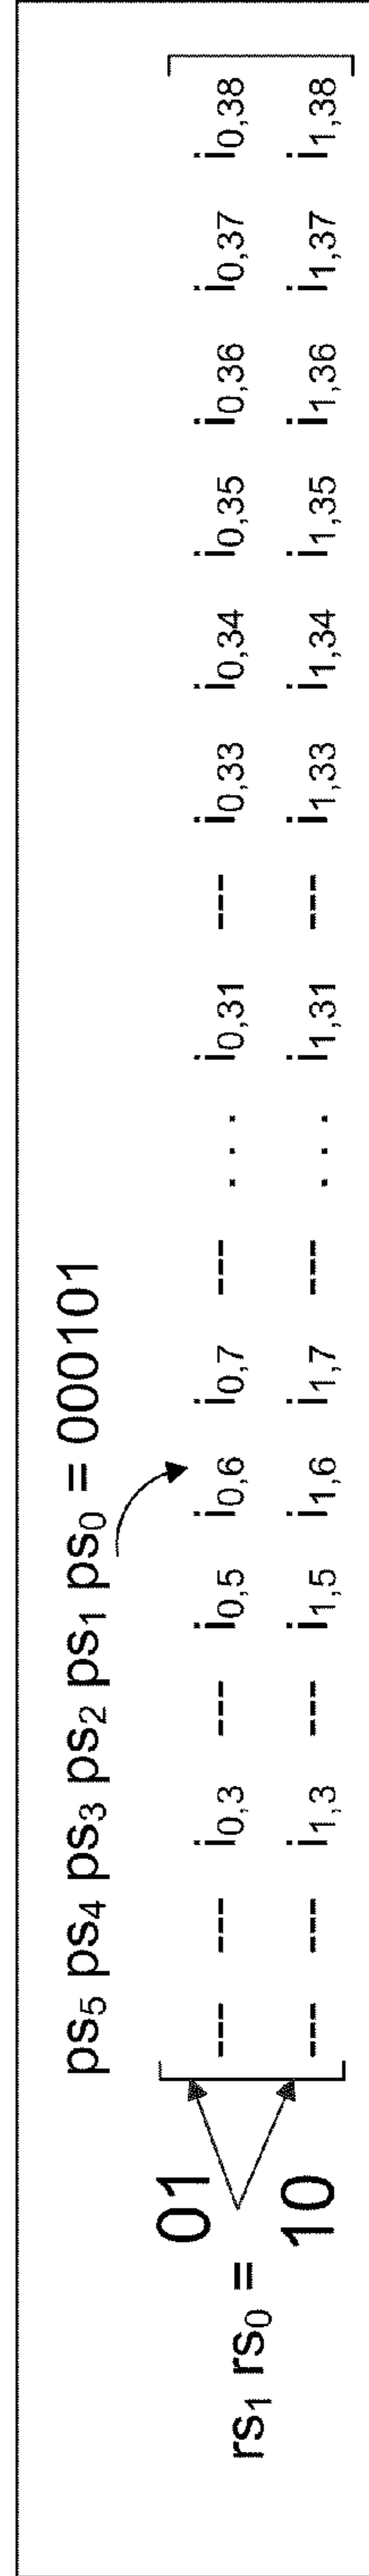 ps₅ ps₄ ps₃ ps₂ ps₁ ps₀ = 000101
01
--- --- i₀,₃ --- i₀,₅ i₀,₆ i₀,₇ --- . . . i₀,₃₁ --- i₀,₃₃ i₀,₃₄ i₀,₃₅ i₀,₃₆ i₀,₃₇ i₀,₃₈
rs₁ rs₀ =
10
--- --- i₁,₃ --- i₁,₅ i₁,₆ i₁,₇ --- . . . i₁,₃₁ --- i₁,₃₃ i₁,₃₄ i₁,₃₅ i₁,₃₆ i₁,₃₇ i₁,₃₈